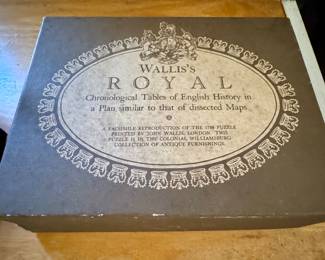 WALLIS'S
ROYAL
Chronological Tables of English History in
a Plan similar to that of dissected Maps
A FACSIMILE REPRODUCTION OF THE 1788 PUZZLE
PRINTED BY JOHN WALLIS, LONDON. THIS
PUZZLE IS IN THE COLONIAL WILLIAMSBURG
COLLECTION OF ANTIQUE FURNISHINGS.